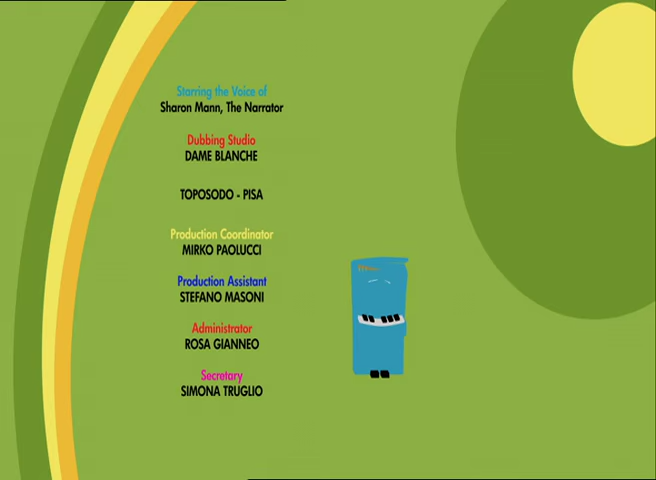 Starring the Voice of
Sharon Mann, The Narrator
Dubbing Studio
DAME BLANCHE
TOPOSODO - PISA
Production Coordinator
MIRKO PAOLUCCI
Production Assistant
STEFANO MASONI
Administrator
ROSA GIANNEO
Secretary
SIMONA TRUGLIO